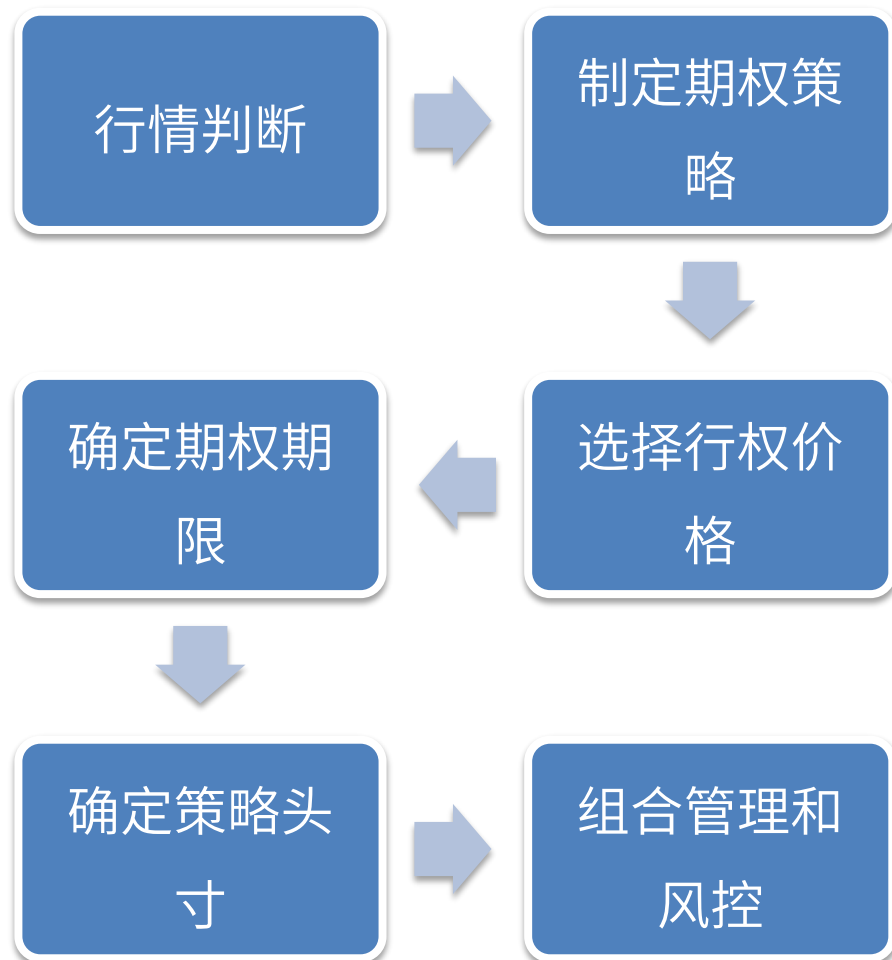 行情判断
制定期权策
略
选择行权价
格
确定期权期
限
确定策略头
寸
组合管理和
风控